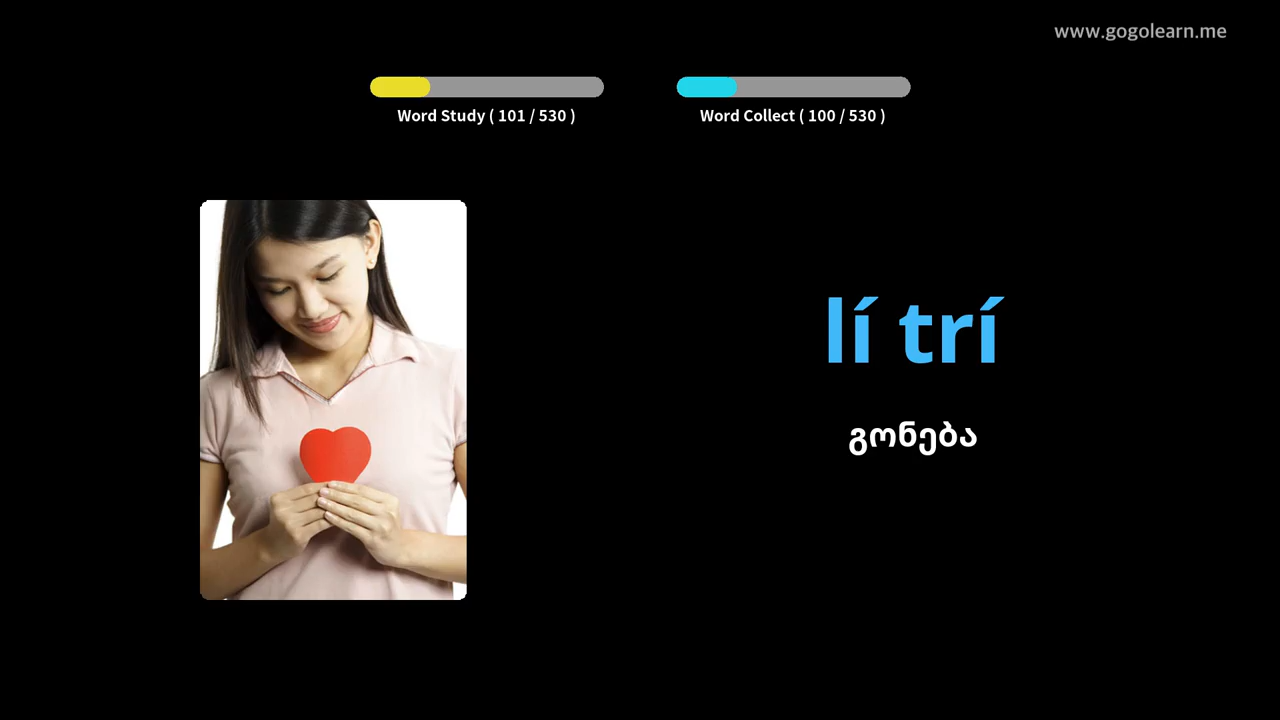 www.gogolearn.me
Word Study ( 101 / 530 )
Word Collect ( 100 / 530 )
lí trí
გონება